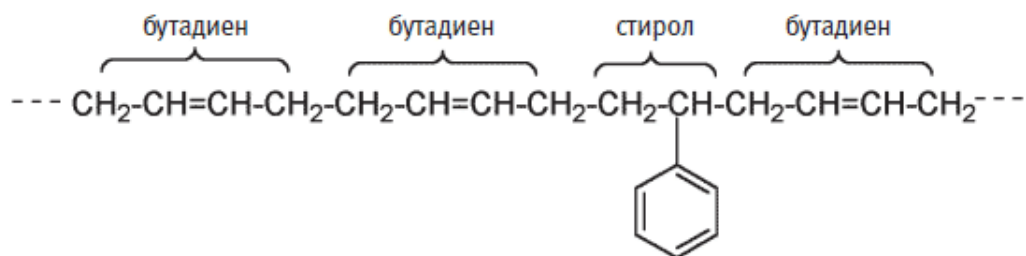 бутадиен бутадиен стирол бутадиен
--- CH₂-CH=CH-CH₂-CH₂-CH=CH-CH₂-CH₂-CH-CH₂-CH=CH-CH₂---